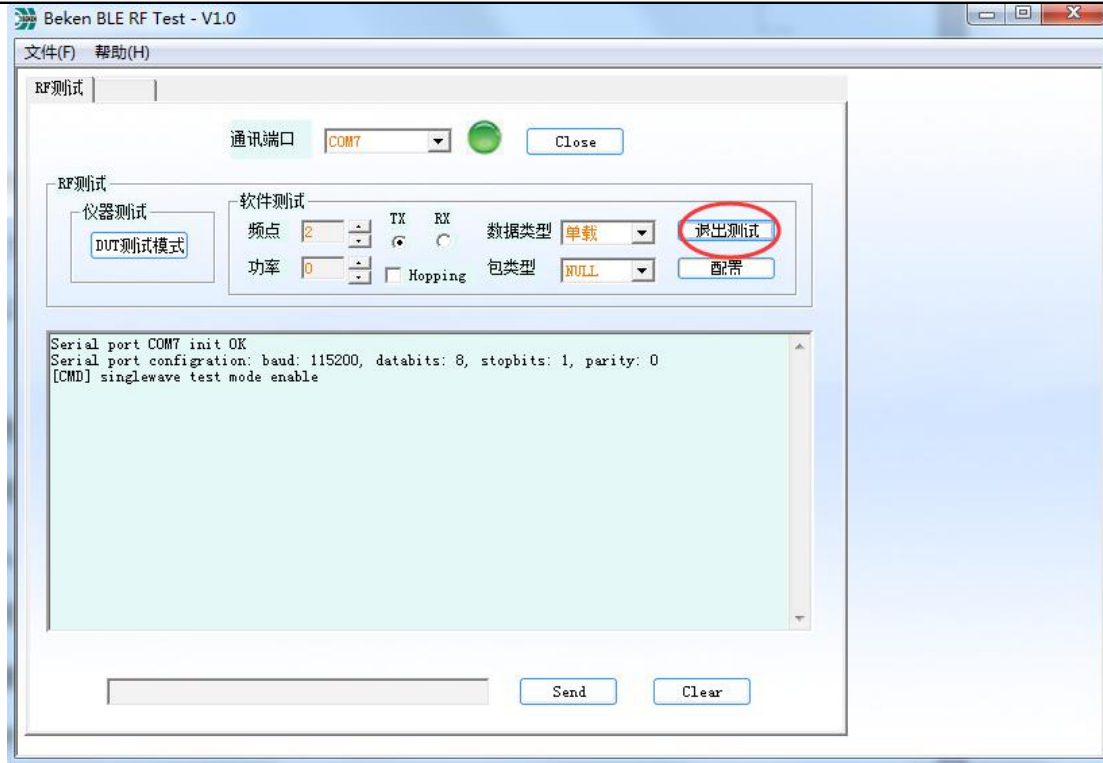 Beken BLE RF Test - V1.0
文件(F) 帮助(H)
RF测试
通讯端口 COM7 Close
RF测试
仪器测试
DUT测试模式
软件测试
频点 2 TX RX 数据类型 单载 退出测试
功率 0 Hopping 包类型 NULL 配置
Serial port COM7 init OK
Serial port configration: baud: 115200, databits: 8, stopbits: 1, parity: 0
[CMD] singlewave test mode enable
Send Clear